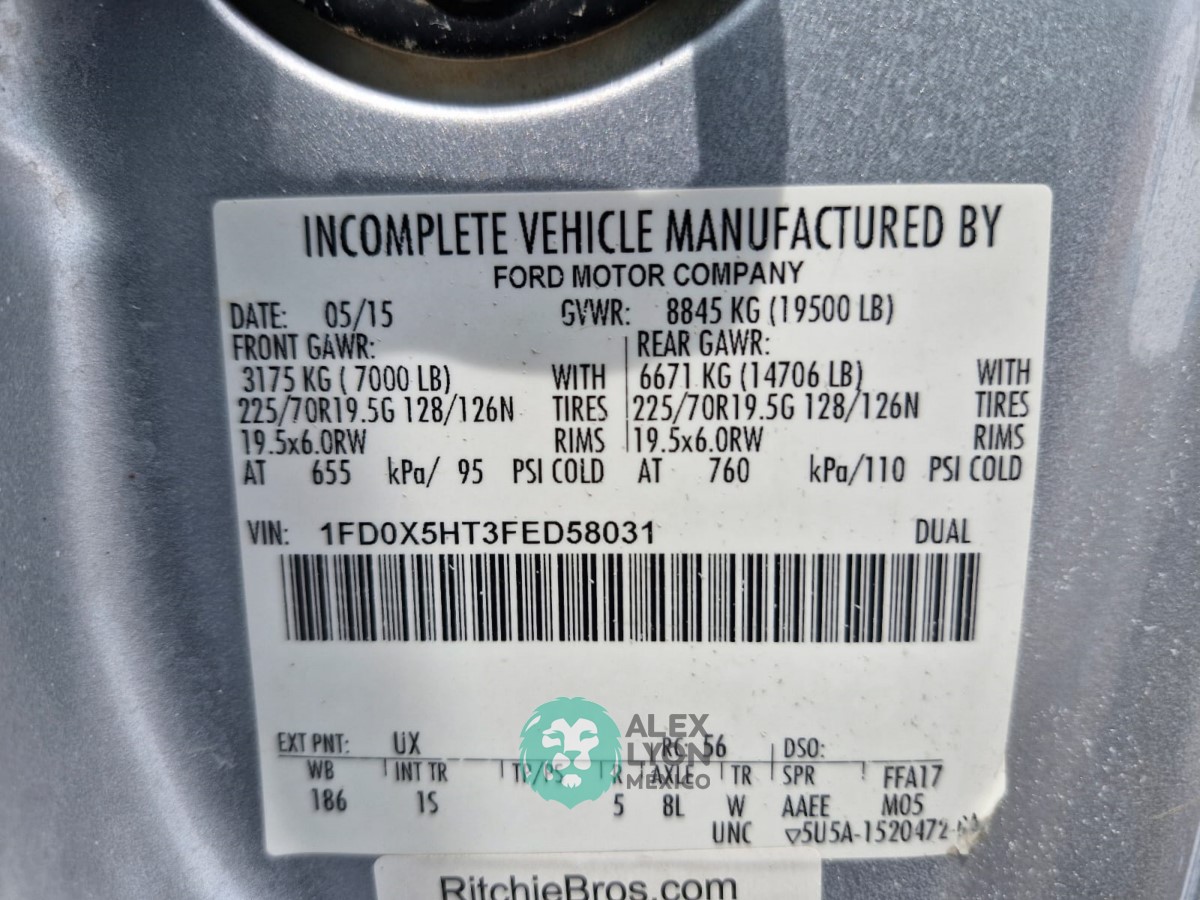 INCOMPLETE VEHICLE MANUFACTURED BY
FORD MOTOR COMPANY
DATE: 05/15 GVWR: 8845 KG (19500 LB)
FRONT GAWR: REAR GAWR:
3175 KG ( 7000 LB) WITH 6671 KG (14706 LB) WITH
225/70R19.5G 128/126N TIRES 225/70R19.5G 128/126N TIRES
19.5x6.0RW RIMS 19.5x6.0RW RIMS
AT 655 kPa/ 95 PSI COLD AT 760 kPa/110 PSI COLD
VIN: 1FD0X5HT3FED58031 DUAL
EXT PNT: UX RC: 56 DSO:
WB INT TR TP/PS R AXLE TR SPR FFA17
186 1S 5 8L W AAEE M05
UNC ▽5U5A-1520472-
ALEX
LYON
MEXICO
RitchieBros.com